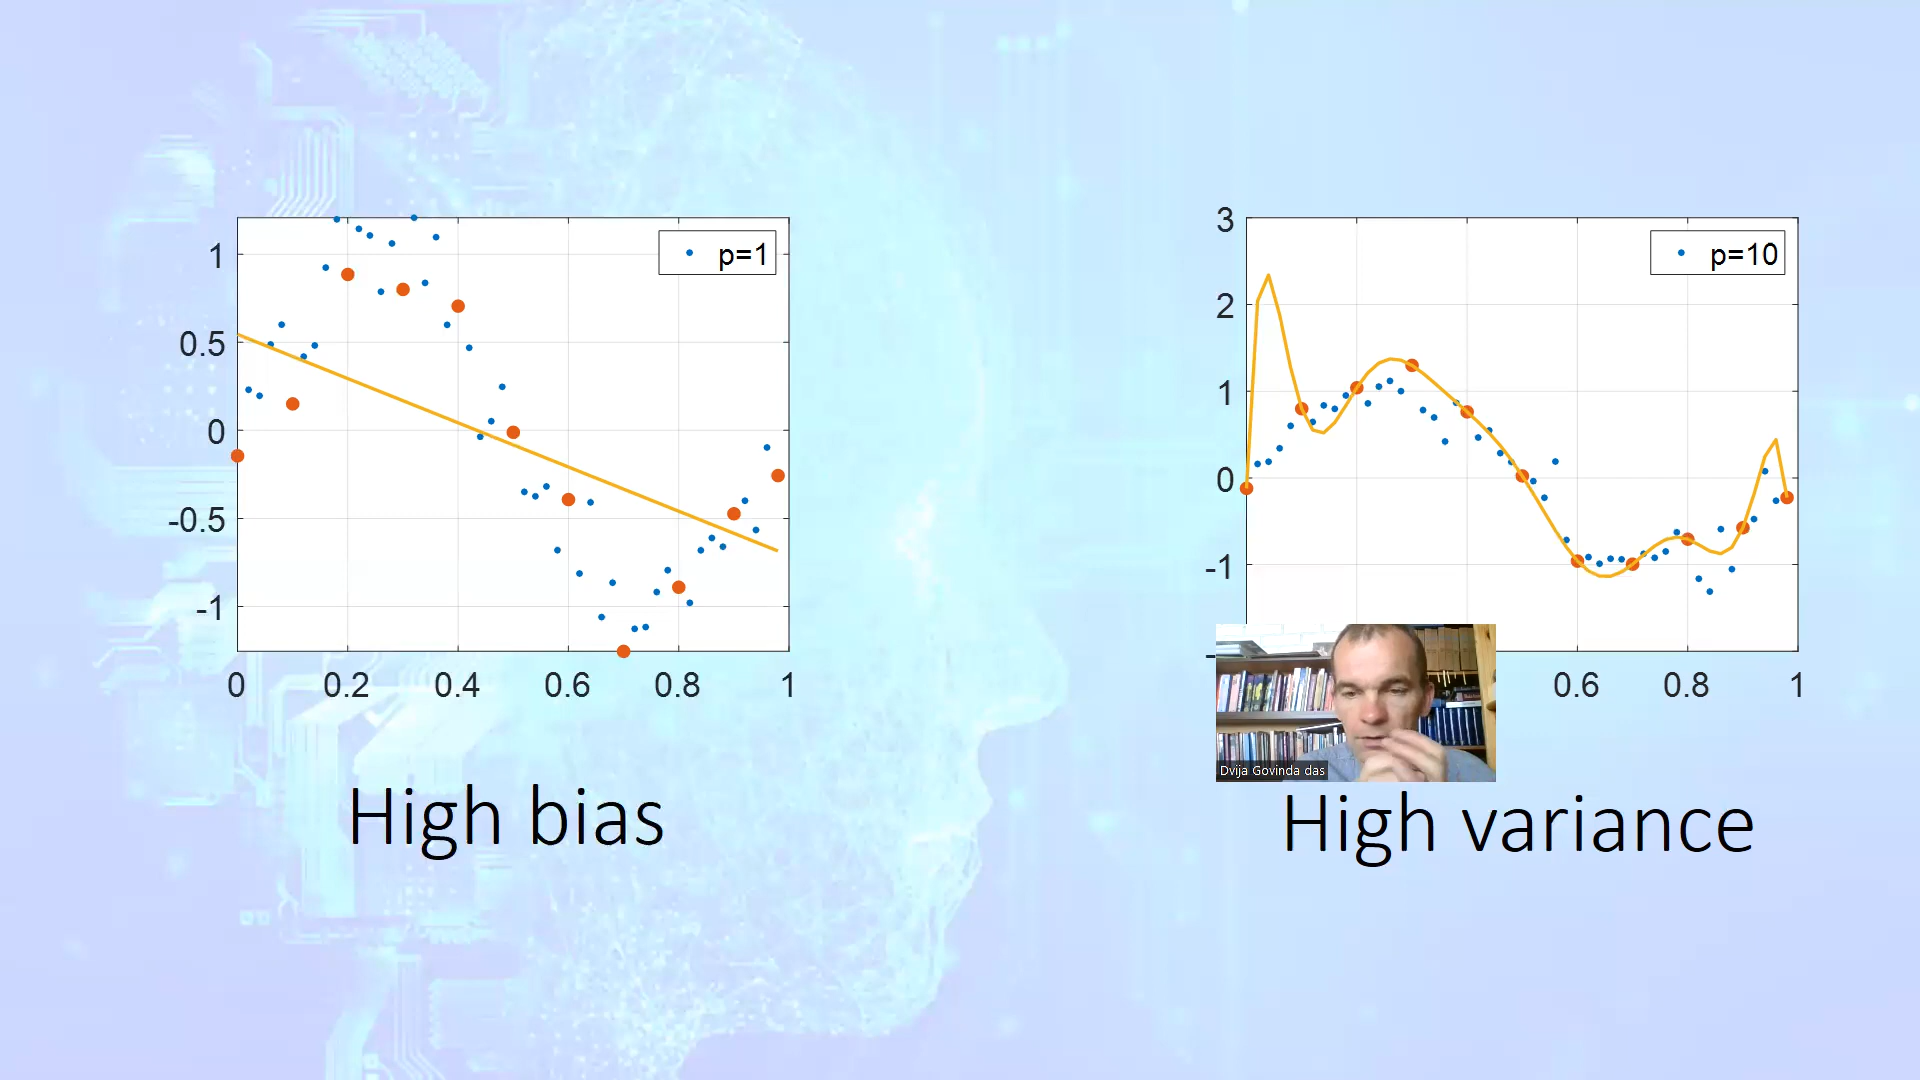 p=1
1
0.5
0
-0.5
-1
0 0.2 0.4 0.6 0.8 1
High bias
p=10
3
2
1
0
-1
0.6 0.8 1
Dvija Govinda das
High variance